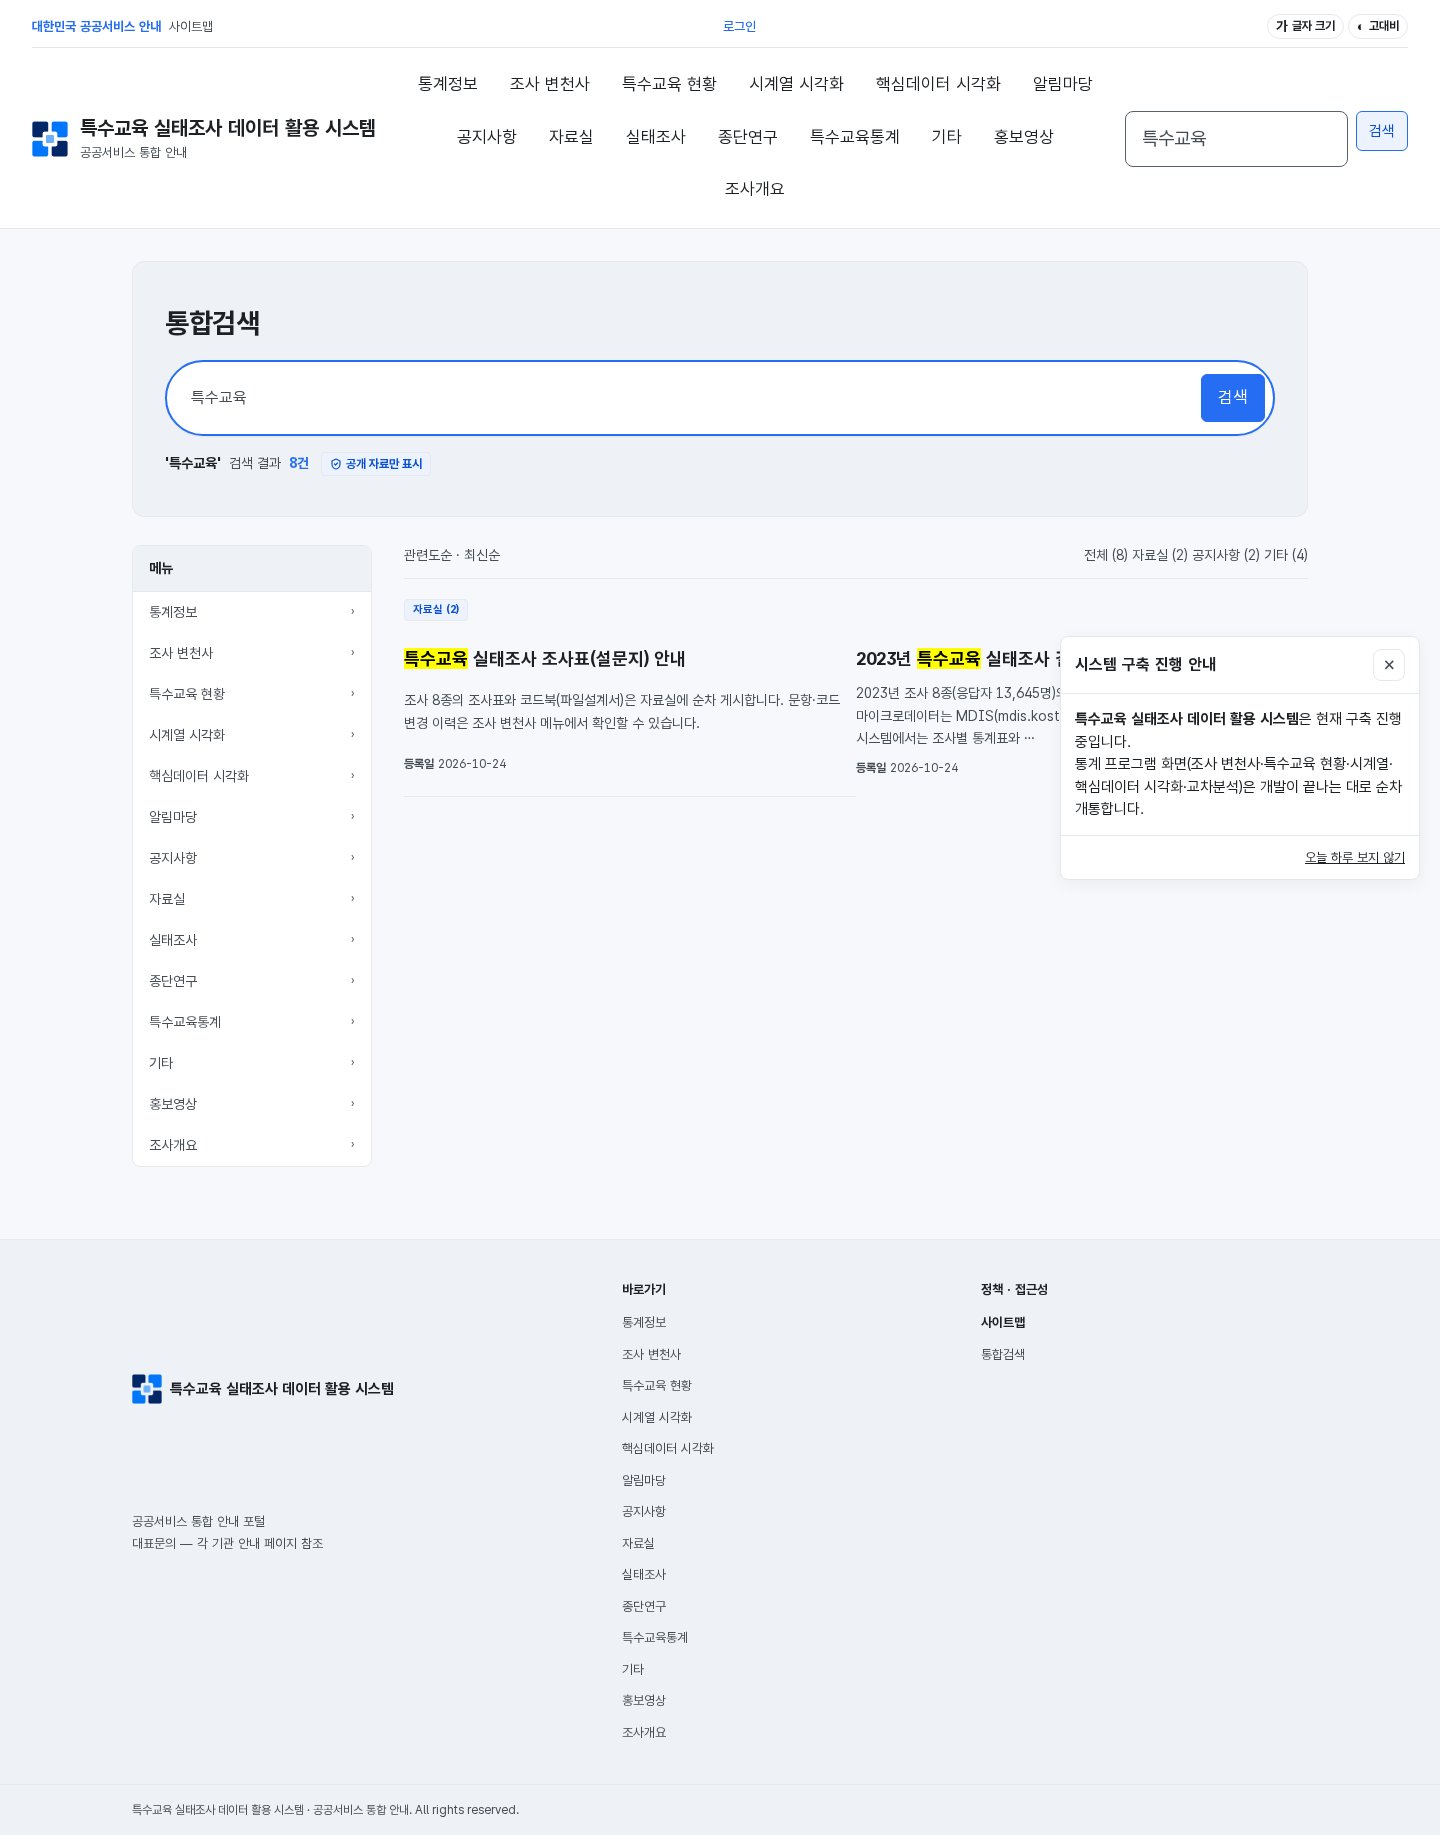 대한민국 공공서비스 안내 사이트맵
로그인
가 글자 크기
고대비
특수교육 실태조사 데이터 활용 시스템
공공서비스 통합 안내
통계정보 조사 변천사 특수교육 현황 시계열 시각화 핵심데이터 시각화 알림마당
공지사항 자료실 실태조사 종단연구 특수교육통계 기타 홍보영상
조사개요
특수교육
검색
통합검색
특수교육
검색
'특수교육' 검색 결과 8건 공개 자료만 표시
메뉴
통계정보
조사 변천사
특수교육 현황
시계열 시각화
핵심데이터 시각화
알림마당
공지사항
자료실
실태조사
종단연구
특수교육통계
기타
홍보영상
조사개요
관련도순 · 최신순
전체 (8) 자료실 (2) 공지사항 (2) 기타 (4)
자료실 (2)
특수교육 실태조사 조사표(설문지) 안내
조사 8종의 조사표와 코드북(파일설계서)은 자료실에 순차 게시합니다. 문항·코드
변경 이력은 조사 변천사 메뉴에서 확인할 수 있습니다.
등록일 2026-10-24
2023년 특수교육 실태조사
2023년 조사 8종(응답자 13,645명)의
마이크로데이터는 MDIS(mdis.kost
시스템에서는 조사별 통계표와 ···
등록일 2026-10-24
시스템 구축 진행 안내
✕
특수교육 실태조사 데이터 활용 시스템은 현재 구축 진행
중입니다.
통계 프로그램 화면(조사 변천사·특수교육 현황·시계열·
핵심데이터 시각화·교차분석)은 개발이 끝나는 대로 순차
개통합니다.
오늘 하루 보지 않기
특수교육 실태조사 데이터 활용 시스템
공공서비스 통합 안내 포털
대표문의 — 각 기관 안내 페이지 참조
바로가기
통계정보
조사 변천사
특수교육 현황
시계열 시각화
핵심데이터 시각화
알림마당
공지사항
자료실
실태조사
종단연구
특수교육통계
기타
홍보영상
조사개요
정책 · 접근성
사이트맵
통합검색
특수교육 실태조사 데이터 활용 시스템 · 공공서비스 통합 안내. All rights reserved.